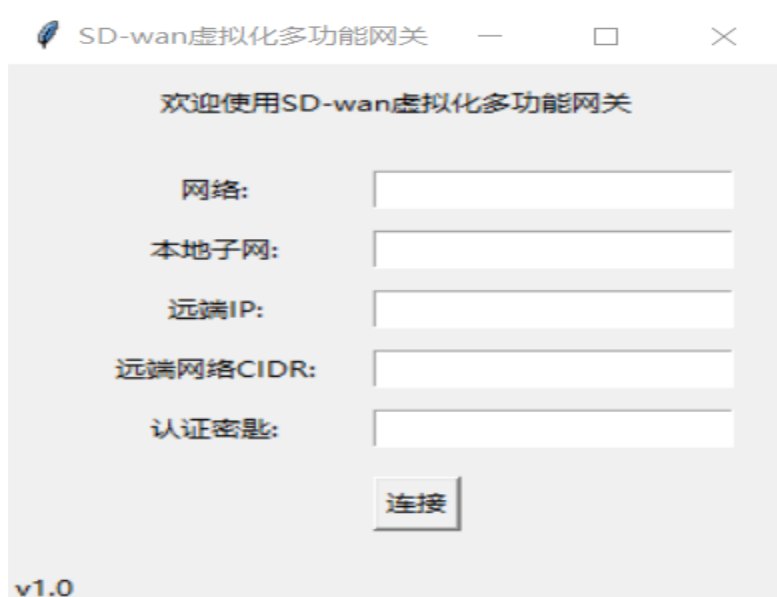 SD-wan虚拟化多功能网关
欢迎使用SD-wan虚拟化多功能网关
网络:
本地子网:
远端IP:
远端网络CIDR:
认证密匙:
连接
v1.0